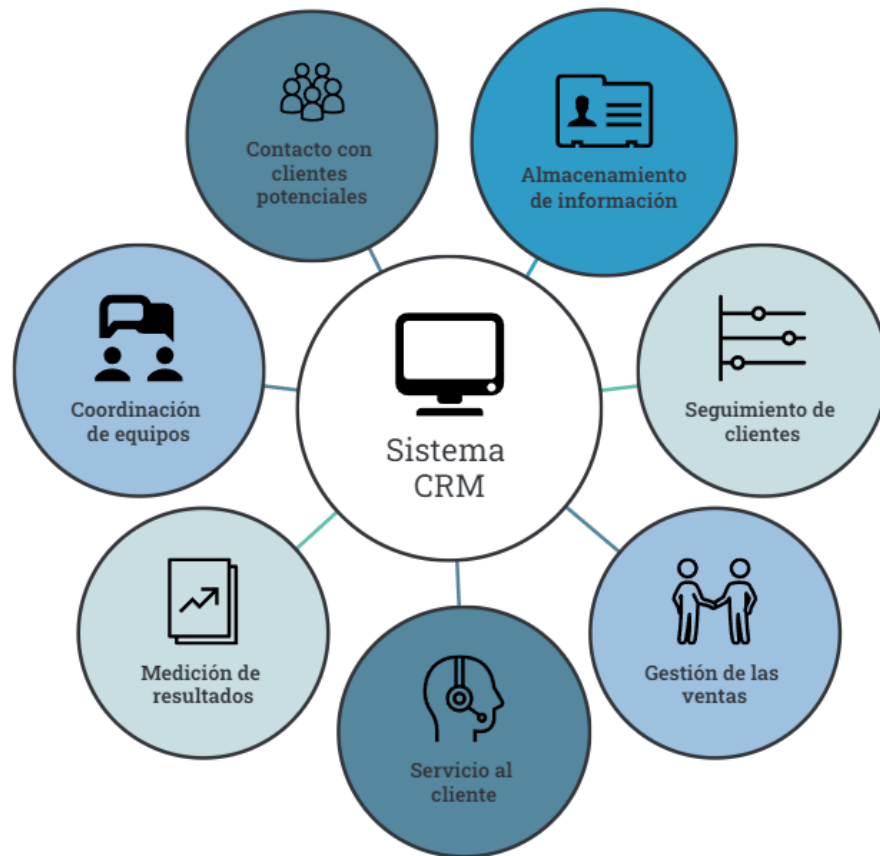 Contacto con
clientes
potenciales
Almacenamiento
de información
Coordinación
de equipos
Sistema
CRM
Seguimiento de
clientes
Medición de
resultados
Servicio al
cliente
Gestión de las
ventas